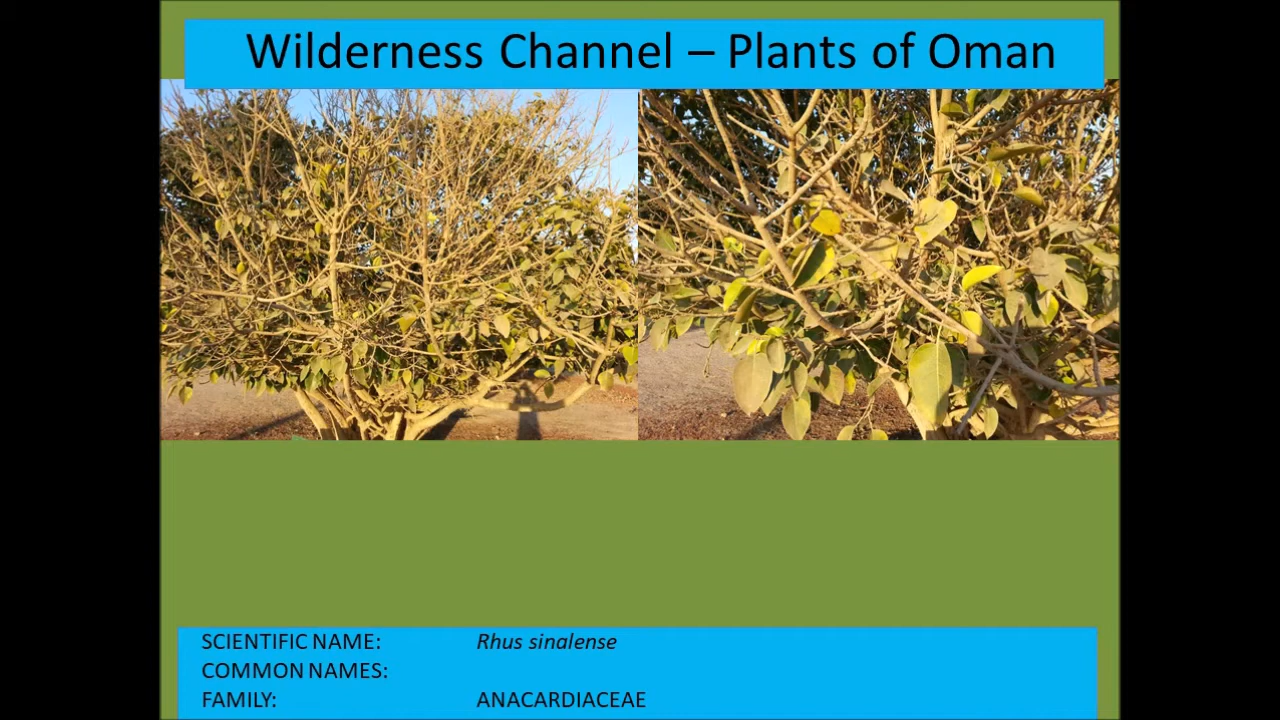 Wilderness Channel – Plants of Oman
SCIENTIFIC NAME: Rhus sinalense
COMMON NAMES:
FAMILY: ANACARDIACEAE